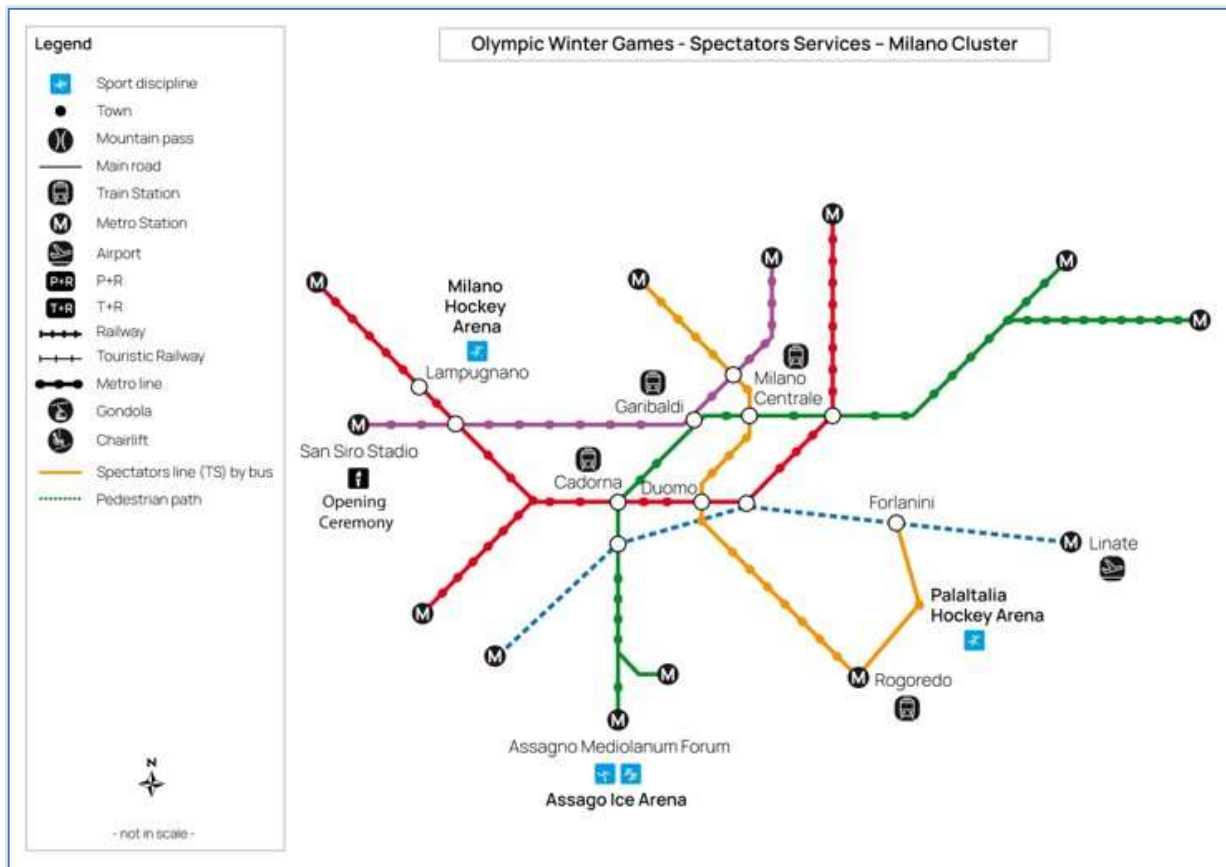 Legend
Olympic Winter Games - Spectators Services – Milano Cluster
Sport discipline
Town
Mountain pass
Main road
Train Station
M
Metro Station
Airport
P+R
P+R
T+R
T+R
Railway
Touristic Railway
Metro line
Gondola
Chairlift
Spectators line (TS) by bus
Pedestrian path
N
- not in scale -
M
M
M
M
M
M
Milano
Hockey
Arena
Lampugnano
Milano
Centrale
Garibaldi
M
San Siro Stadio
Opening
Ceremony
Cadorna
Duomo
Forlanini
M
Linate
M
PalaItalia
Hockey Arena
M
M
M
Rogoredo
M
Assagno Mediolanum Forum
Assago Ice Arena